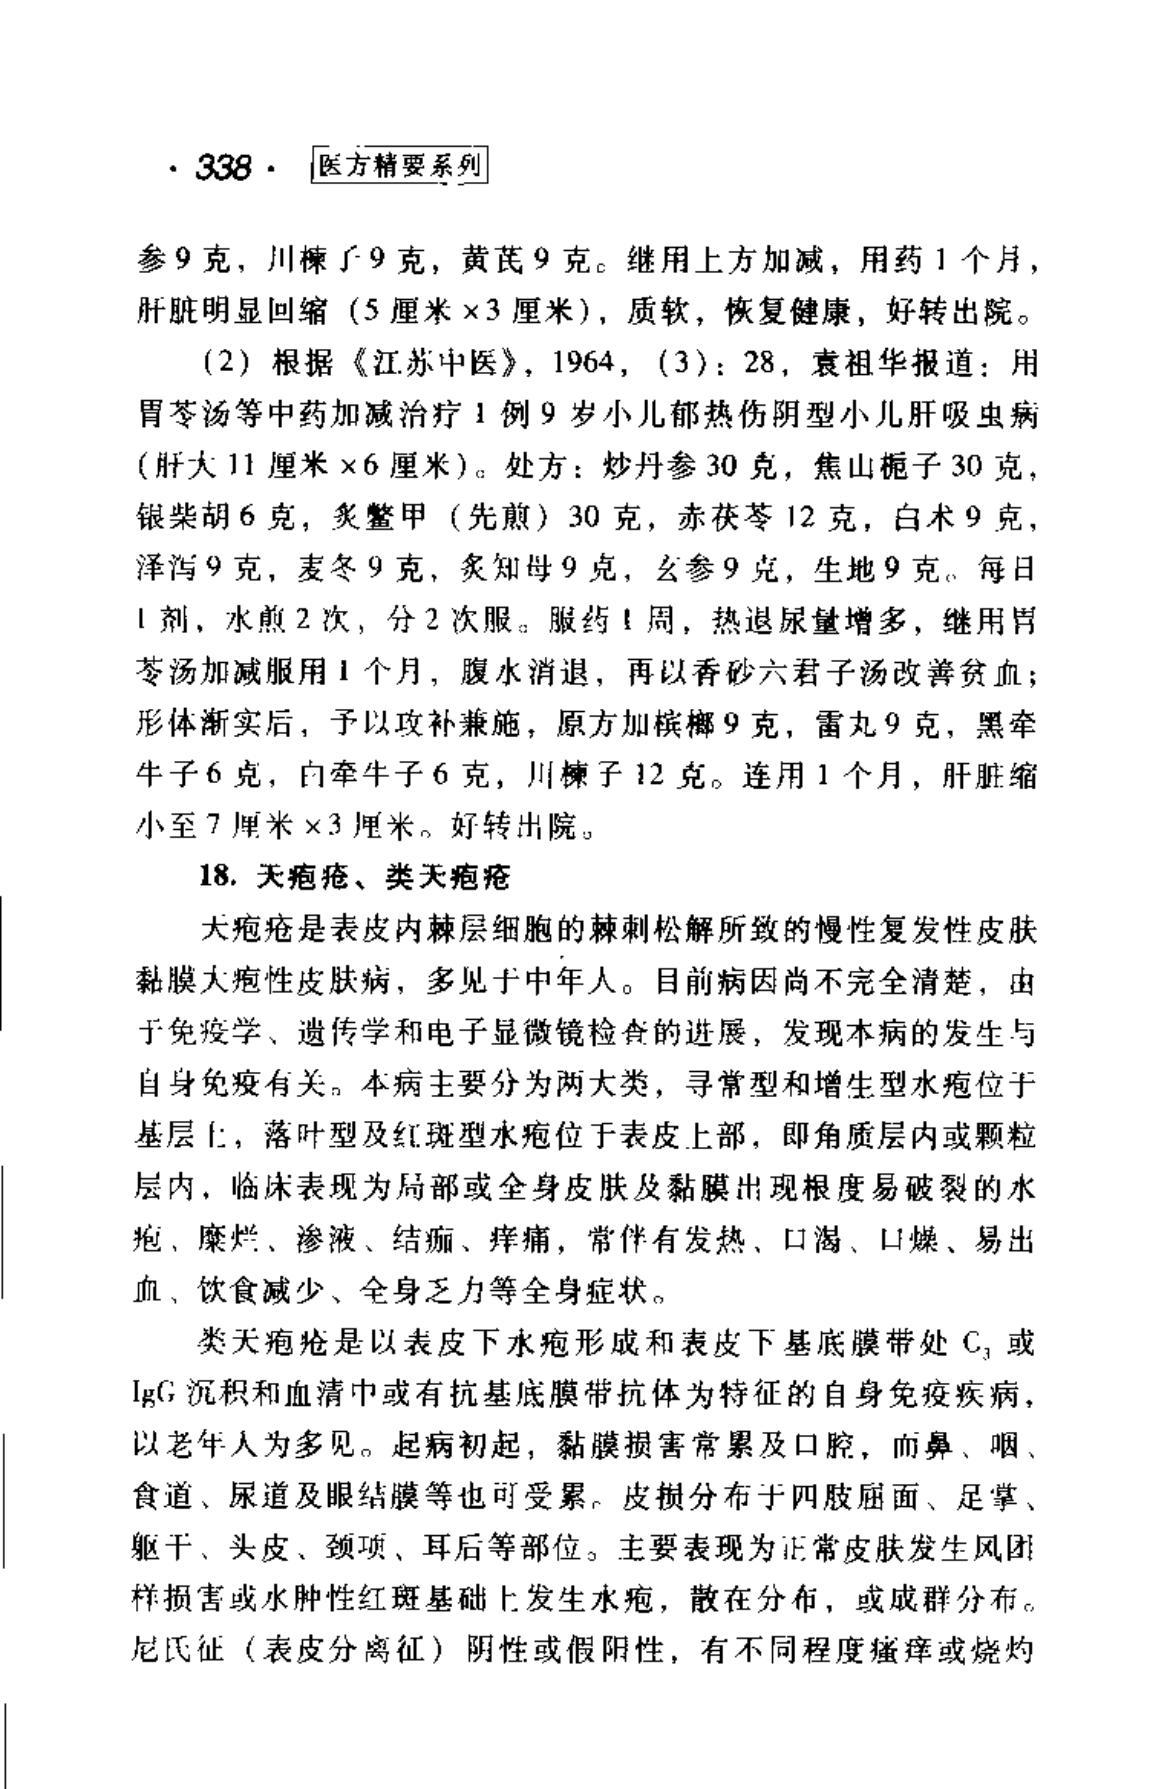 · 338 · 医方精要系列
参 9 克，川楝子 9 克，黄芪 9 克。继用上方加减，用药 1 个月，
肝脏明显回缩（5 厘米 ×3 厘米），质软，恢复健康，好转出院。
（2）根据《江苏中医》，1964，（3）：28，袁祖华报道：用
胃苓汤等中药加减治疗 1 例 9 岁小儿郁热伤阴型小儿肝吸虫病
（肝大 11 厘米 ×6 厘米）。处方：炒丹参 30 克，焦山栀子 30 克，
银柴胡 6 克，炙鳖甲（先煎）30 克，赤茯苓 12 克，白术 9 克，
泽泻 9 克，麦冬 9 克，炙知母 9 克，玄参 9 克，生地 9 克。每日
1 剂，水煎 2 次，分 2 次服。服药 1 周，热退尿量增多，继用胃
苓汤加减服用 1 个月，腹水消退，再以香砂六君子汤改善贫血；
形体渐实后，予以攻补兼施，原方加槟榔 9 克，雷丸 9 克，黑牵
牛子 6 克，白牵牛子 6 克，川楝子 12 克。连用 1 个月，肝脏缩
小至 7 厘米 ×3 厘米。好转出院。
18. 天疱疮、类天疱疮
天疱疮是表皮内棘层细胞的棘刺松解所致的慢性复发性皮肤
黏膜大疱性皮肤病，多见于中年人。目前病因尚不完全清楚，由
于免疫学、遗传学和电子显微镜检查的进展，发现本病的发生与
自身免疫有关。本病主要分为两大类，寻常型和增生型水疱位于
基层上，落叶型及红斑型水疱位于表皮上部，即角质层内或颗粒
层内，临床表现为局部或全身皮肤及黏膜出现根度易破裂的水
疱、糜烂、渗液、结痂、痒痛，常伴有发热、口渴、口燥、易出
血、饮食减少、全身乏力等全身症状。
类天疱疮是以表皮下水疱形成和表皮下基底膜带处 C₃ 或
IgG 沉积和血清中或有抗基底膜带抗体为特征的自身免疫疾病，
以老年人为多见。起病初起，黏膜损害常累及口腔，而鼻、咽、
食道、尿道及眼结膜等也可受累。皮损分布于四肢屈面、足掌、
躯干、头皮、颈项、耳后等部位。主要表现为正常皮肤发生风团
样损害或水肿性红斑基础上发生水疱，散在分布，或成群分布。
尼氏征（表皮分离征）阴性或假阳性，有不同程度瘙痒或烧灼